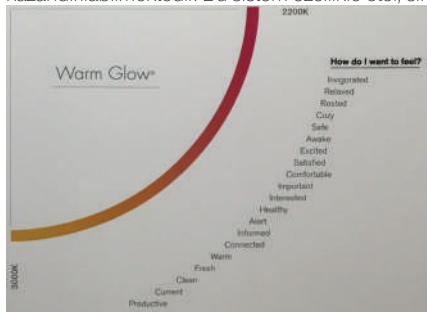 2200K
Warm Glow®
How do I want to feel?
Invigorated
Relaxed
Rested
Cozy
Safe
Awake
Excited
Satisfied
Comfortable
Important
Interested
Healthy
Alert
Informed
Connected
Warm
Fresh
Clean
Current
Productive
3000K